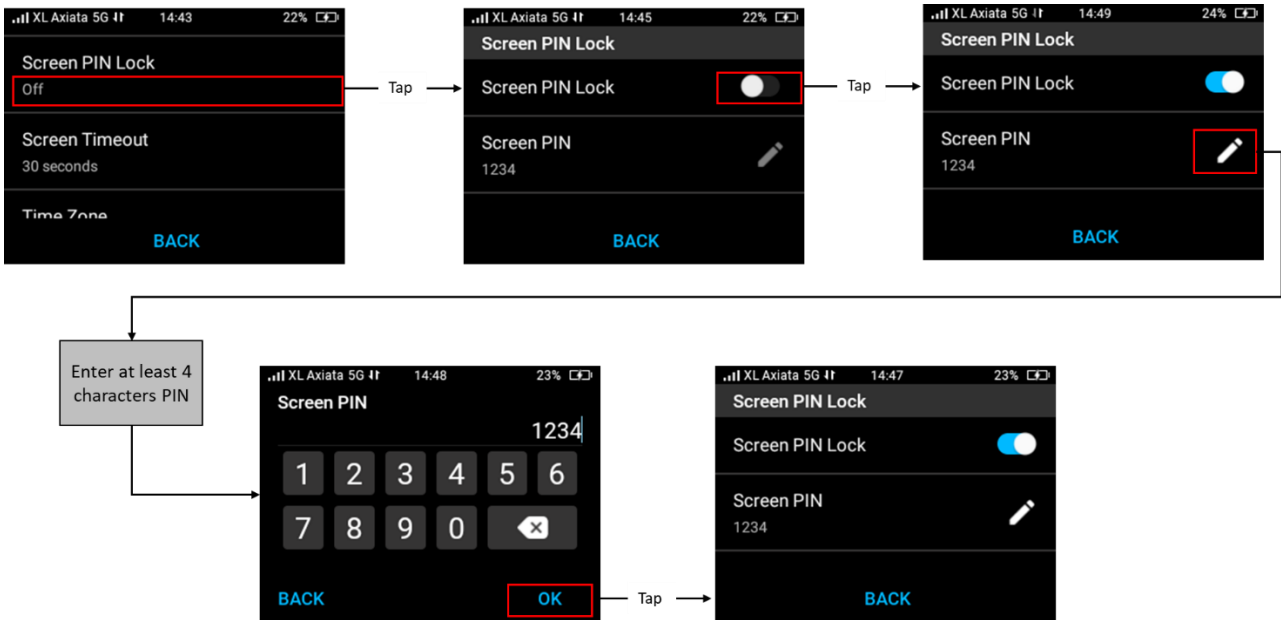 XL Axiata 5G 14:43 22%
Screen PIN Lock
Off
Screen Timeout
30 seconds
Time Zone
BACK
Tap
XL Axiata 5G 14:45 22%
Screen PIN Lock
Screen PIN Lock
Screen PIN
1234
BACK
Tap
XL Axiata 5G 14:49 24%
Screen PIN Lock
Screen PIN Lock
Screen PIN
1234
BACK
Enter at least 4
characters PIN
XL Axiata 5G 14:48 23%
Screen PIN
1234
1 2 3 4 5 6
7 8 9 0
BACK OK
Tap
XL Axiata 5G 14:47 23%
Screen PIN Lock
Screen PIN Lock
Screen PIN
1234
BACK